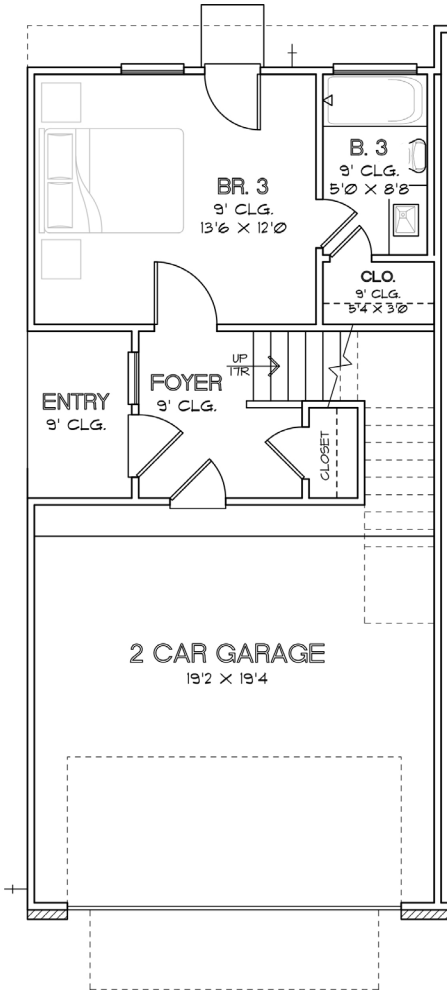 B. 3
9' CLG.
5'0 X 8'8
BR. 3
9' CLG.
13'6 X 12'0
CLO.
9' CLG.
5'4 X 3'0
UP
17R
FOYER
9' CLG.
ENTRY
9' CLG.
CLOSET
2 CAR GARAGE
19'2 X 19'4